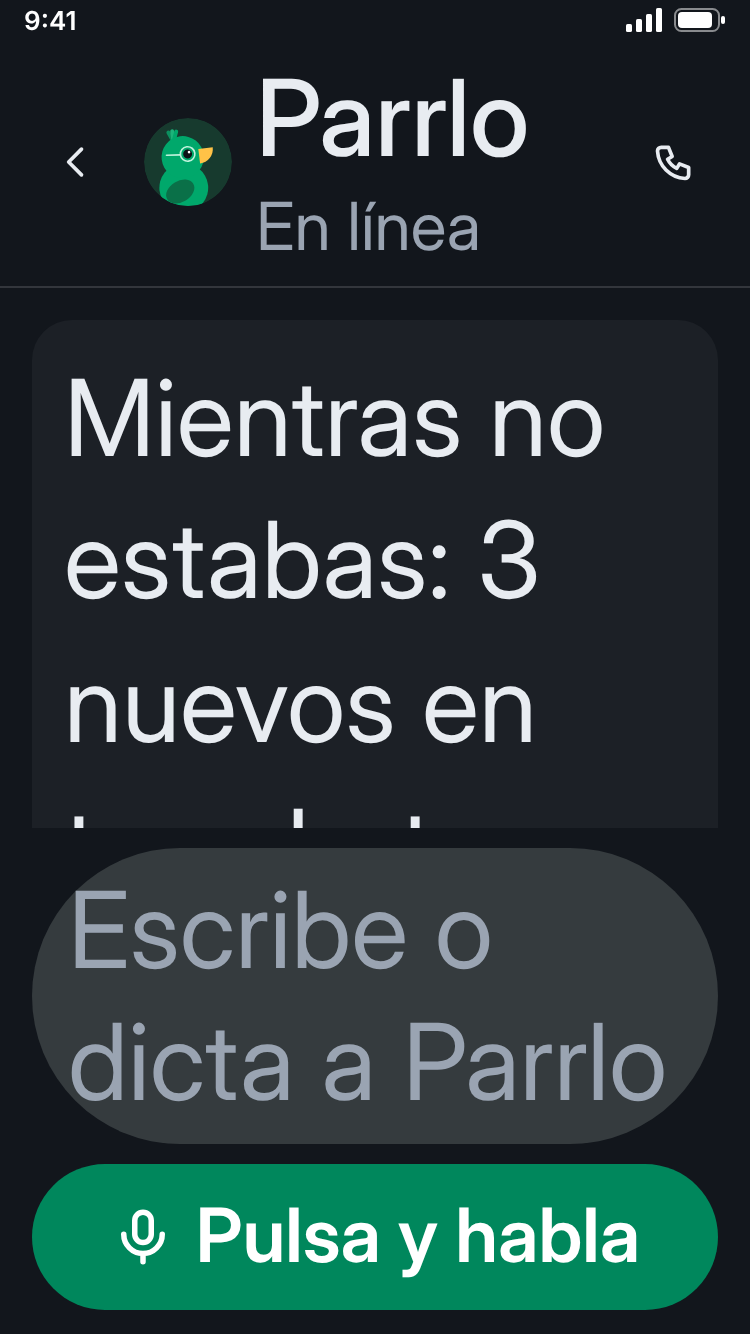 9:41
Parrlo
En línea
Mientras no
estabas: 3
nuevos en
Escribe o
dicta a Parrlo
Pulsa y habla